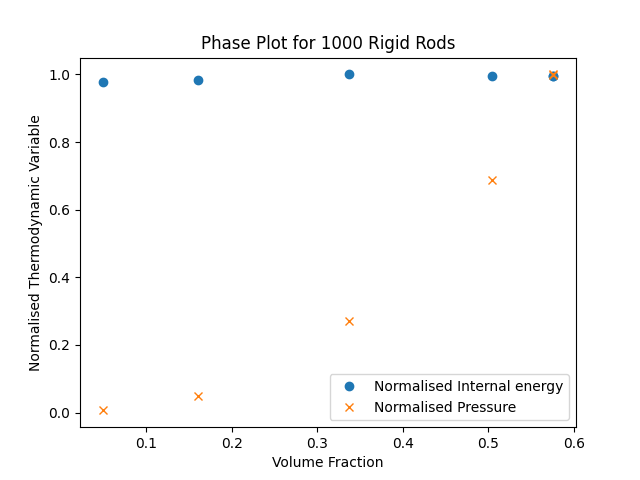 Phase Plot for 1000 Rigid Rods
Normalised Thermodynamic Variable
1.0
0.8
0.6
0.4
0.2
0.0
Normalised Internal energy
Normalised Pressure
0.1 0.2 0.3 0.4 0.5 0.6
Volume Fraction